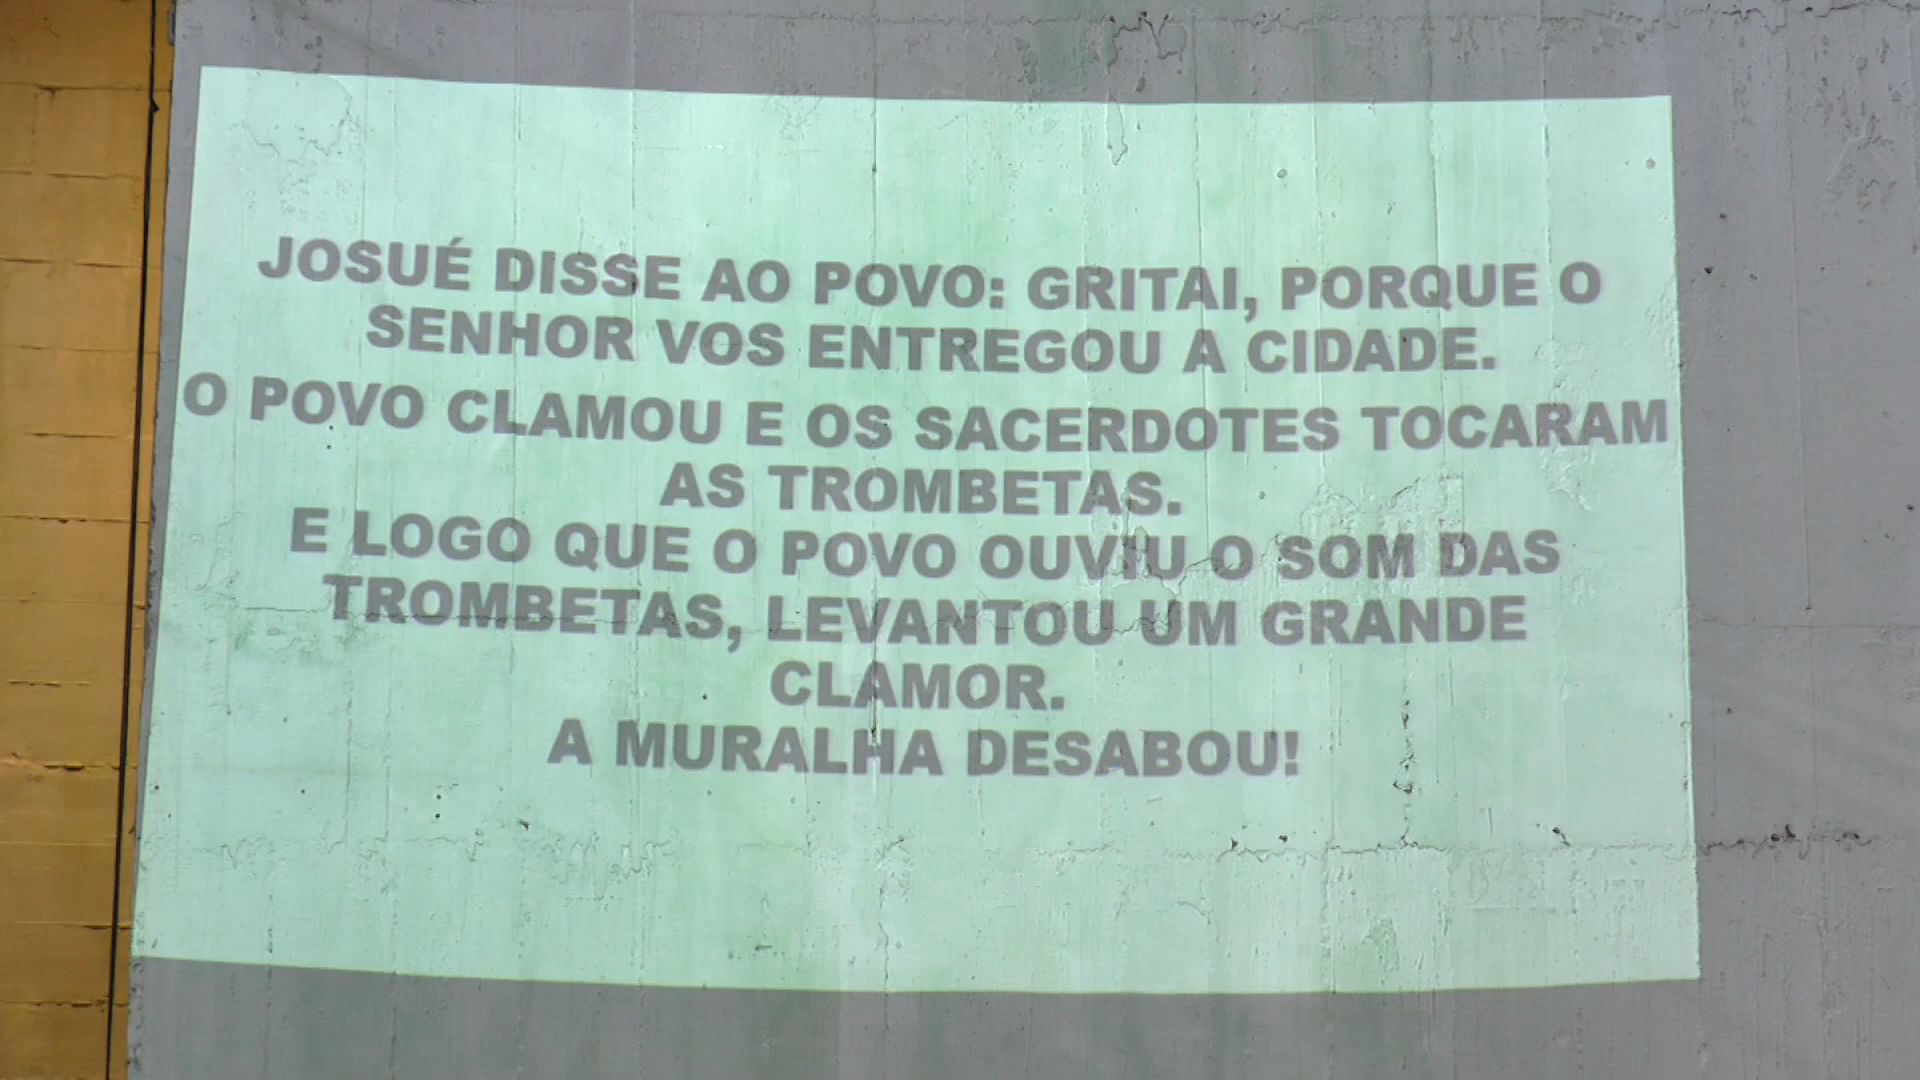 JOSUÉ DISSE AO POVO: GRITAI, PORQUE O
SENHOR VOS ENTREGOU A CIDADE.
O POVO CLAMOU E OS SACERDOTES TOCARAM
AS TROMBETAS.
E LOGO QUE O POVO OUVIU O SOM DAS
TROMBETAS, LEVANTOU UM GRANDE
CLAMOR.
A MURALHA DESABOU!